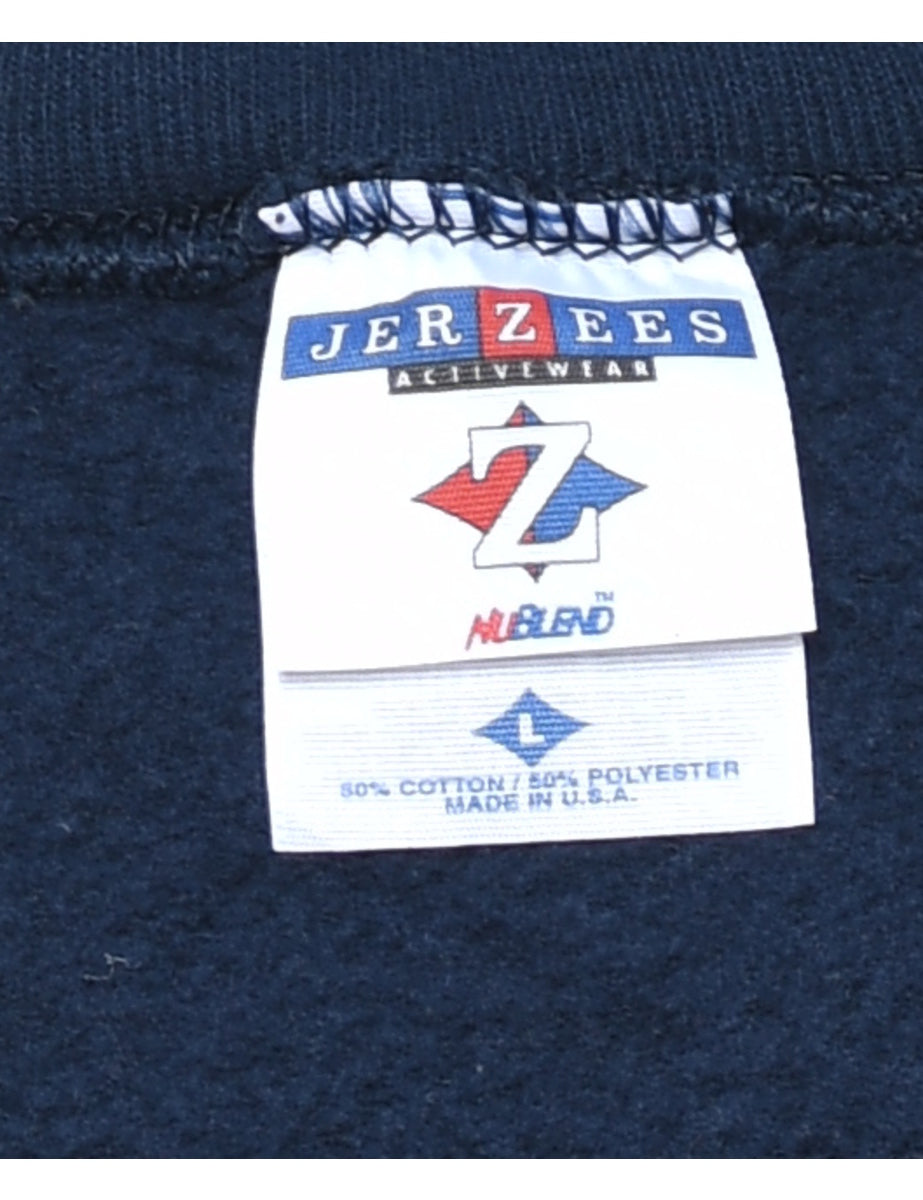 JERZEES
ACTIVEWEAR
Z
NUBLEND™
L
50% COTTON / 50% POLYESTER
MADE IN U.S.A.